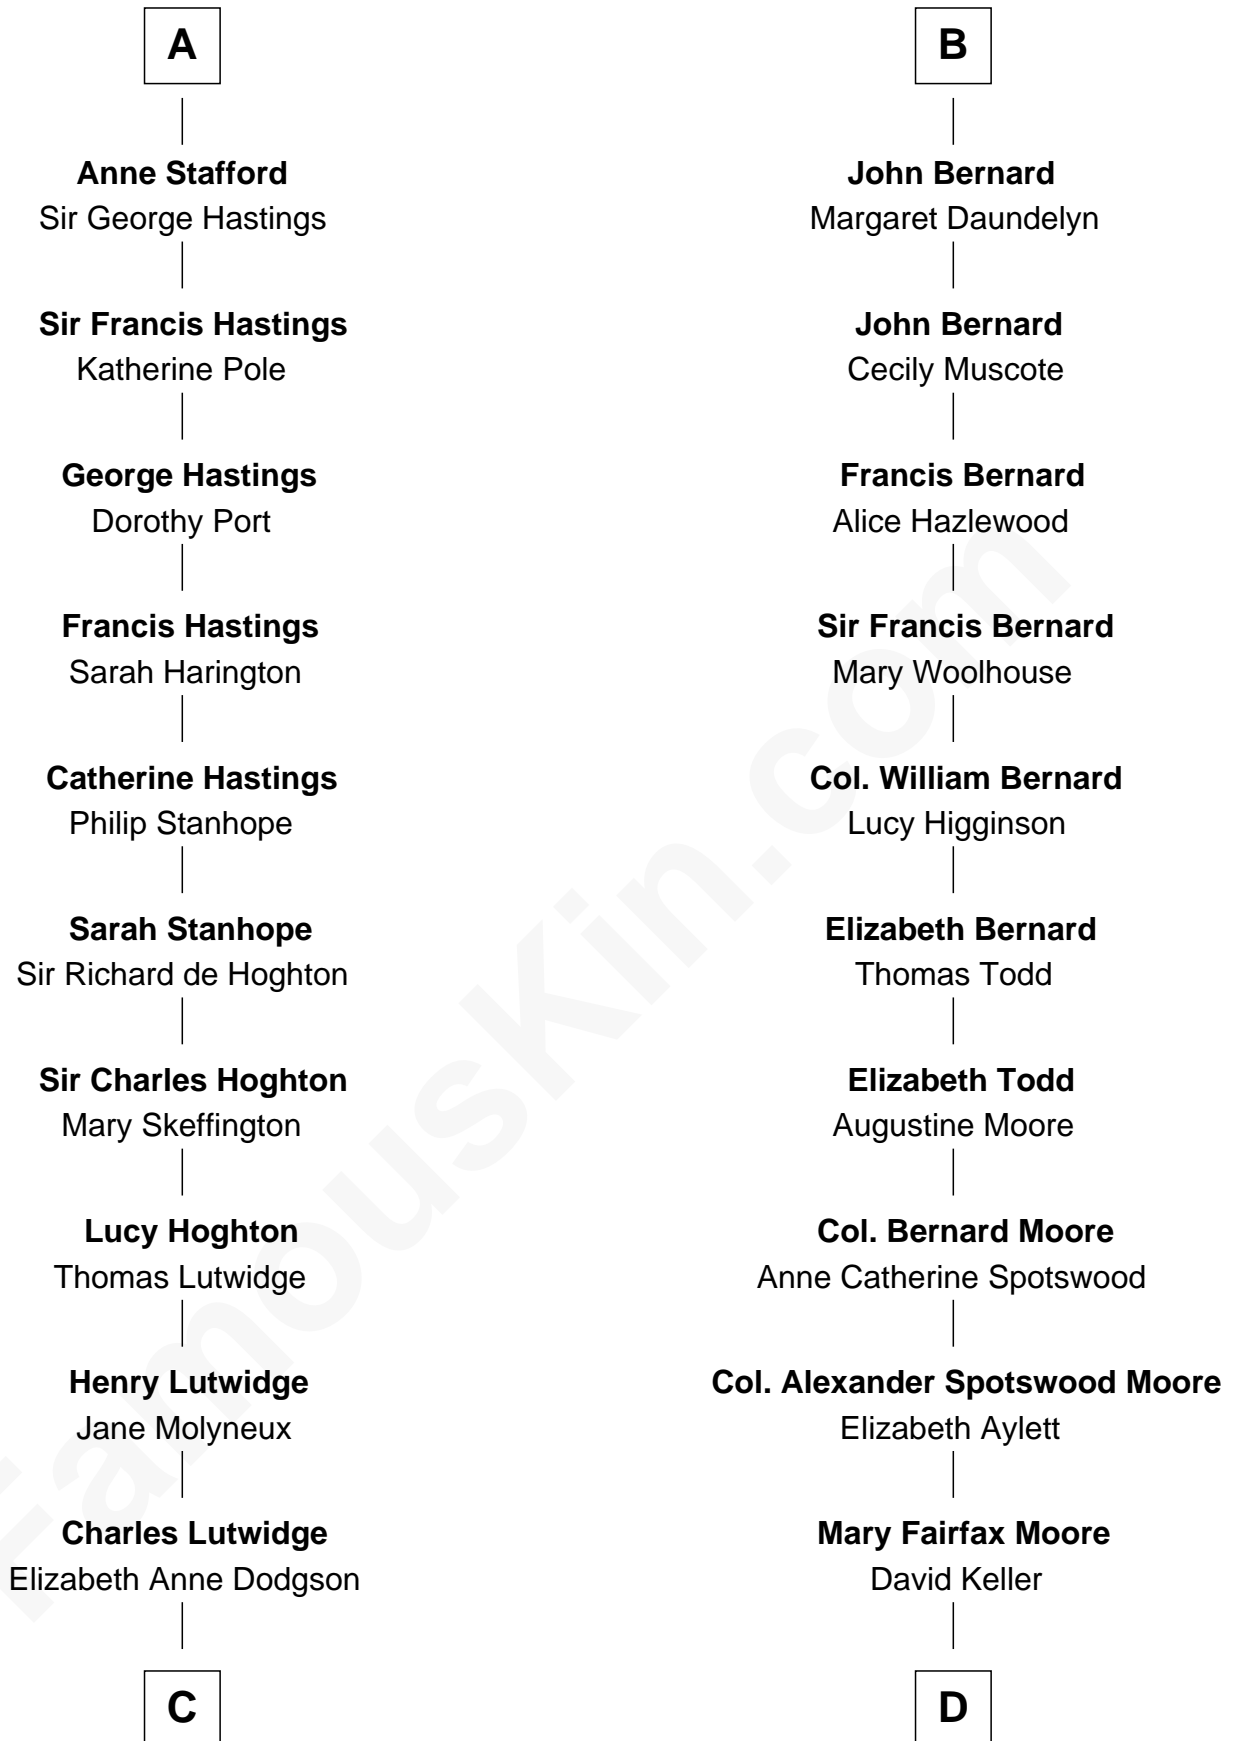 A
Anne Stafford
Sir George Hastings
Sir Francis Hastings
Katherine Pole
George Hastings
Dorothy Port
Francis Hastings
Sarah Harington
Catherine Hastings
Philip Stanhope
Sarah Stanhope
Sir Richard de Hoghton
Sir Charles Hoghton
Mary Skeffington
Lucy Hoghton
Thomas Lutwidge
Henry Lutwidge
Jane Molyneux
Charles Lutwidge
Elizabeth Anne Dodgson
C
B
John Bernard
Margaret Daundelyn
John Bernard
Cecily Muscote
Francis Bernard
Alice Hazlewood
Sir Francis Bernard
Mary Woolhouse
Col. William Bernard
Lucy Higginson
Elizabeth Bernard
Thomas Todd
Elizabeth Todd
Augustine Moore
Col. Bernard Moore
Anne Catherine Spotswood
Col. Alexander Spotswood Moore
Elizabeth Aylett
Mary Fairfax Moore
David Keller
D
FamousKin.com